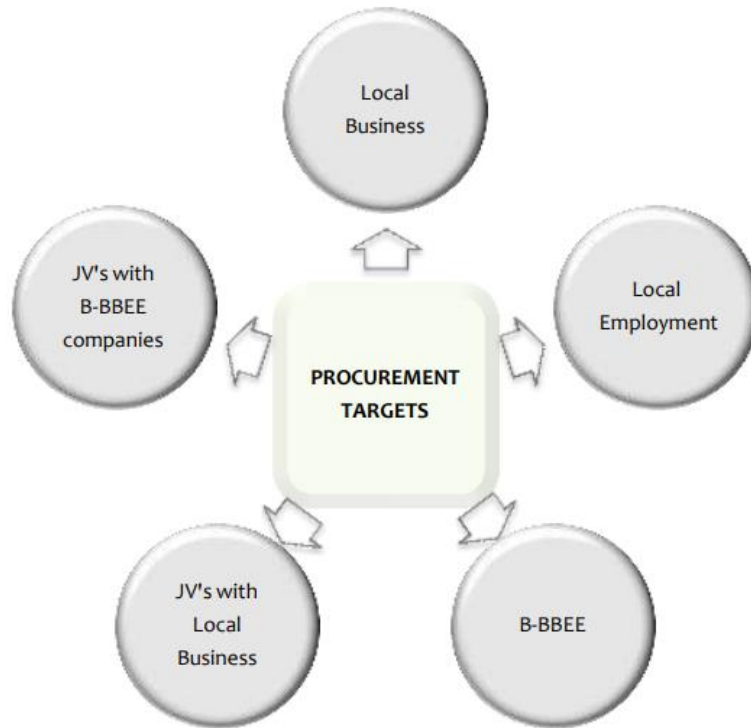 Local
Business
JV's with
B-BBEE
companies
Local
Employment
PROCUREMENT
TARGETS
JV's with
Local
Business
B-BBEE